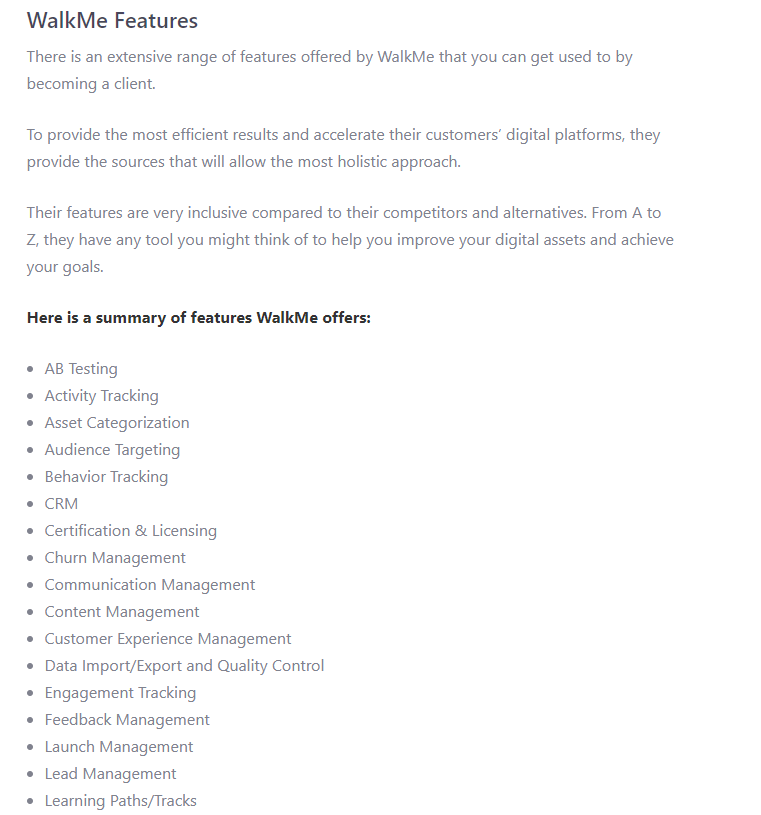 WalkMe Features
There is an extensive range of features offered by WalkMe that you can get used to by
becoming a client.
To provide the most efficient results and accelerate their customers’ digital platforms, they
provide the sources that will allow the most holistic approach.
Their features are very inclusive compared to their competitors and alternatives. From A to
Z, they have any tool you might think of to help you improve your digital assets and achieve
your goals.
Here is a summary of features WalkMe offers:
• AB Testing
• Activity Tracking
• Asset Categorization
• Audience Targeting
• Behavior Tracking
• CRM
• Certification & Licensing
• Churn Management
• Communication Management
• Content Management
• Customer Experience Management
• Data Import/Export and Quality Control
• Engagement Tracking
• Feedback Management
• Launch Management
• Lead Management
• Learning Paths/Tracks